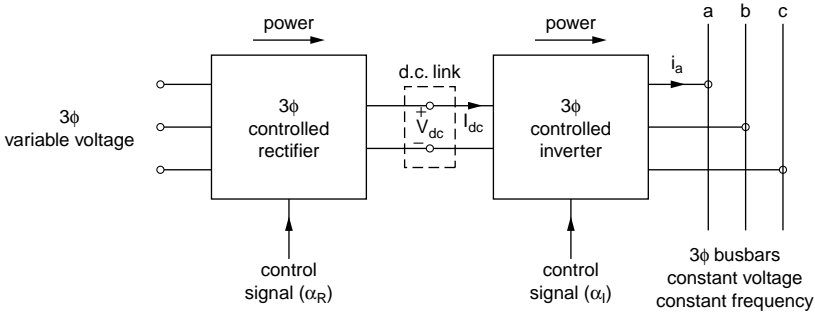 a b c
power
power
d.c. link
i_a
3ϕ
variable voltage
3ϕ
controlled
rectifier
+
V_dc
−
I_dc
3ϕ
controlled
inverter
control
signal (α_R)
control
signal (α_I)
3ϕ busbars
constant voltage
constant frequency